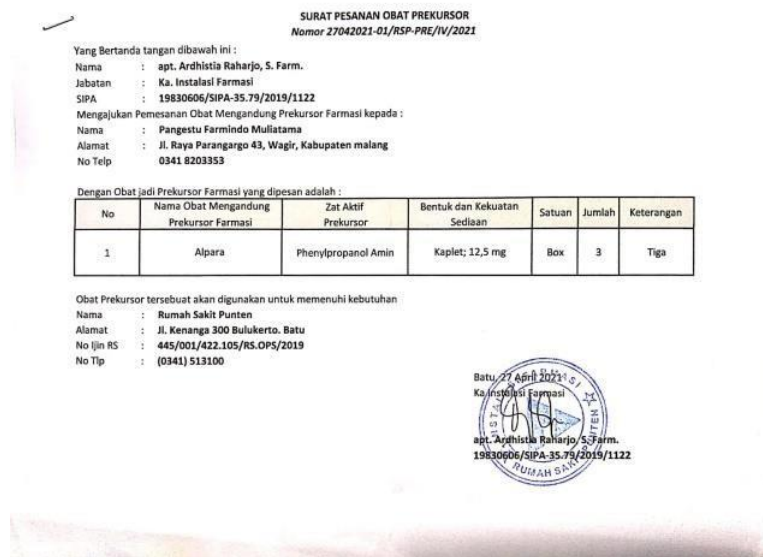 SURAT PESANAN OBAT PREKURSOR
Nomor 27042021-01/RSP-PRE/IV/2021
Yang Bertanda tangan dibawah ini :
Nama : apt. Ardhistia Raharjo, S. Farm.
Jabatan : Ka. Instalasi Farmasi
SIPA : 19830606/SIPA-35.79/2019/1122
Mengajukan Pemesanan Obat Mengandung Prekursor Farmasi kepada :
Nama : Pangestu Farmindo Muliatama
Alamat : Jl. Raya Parangargo 43, Wagir, Kabupaten malang
No Telp 0341 8203353
Dengan Obat jadi Prekursor Farmasi yang dipesan adalah :
No Nama Obat Mengandung Prekursor Farmasi Zat Aktif Prekursor Bentuk dan Kekuatan Sediaan Satuan Jumlah Keterangan
1 Alpara Phenylpropanol Amin Kaplet; 12,5 mg Box 3 Tiga
Obat Prekursor tersebuat akan digunakan untuk memenuhi kebutuhan
Nama : Rumah Sakit Punten
Alamat : Jl. Kenanga 300 Bulukerto. Batu
No Ijin RS : 445/001/422.105/RS.OPS/2019
No Tlp : (0341) 513100
Batu, 27 April 2021
Ka Instalasi Farmasi
apt. Ardhistia Raharjo, S. Farm.
19830606/SIPA-35.79/2019/1122
INSTALASI FARMASI
RUMAH SAKIT PUNTEN